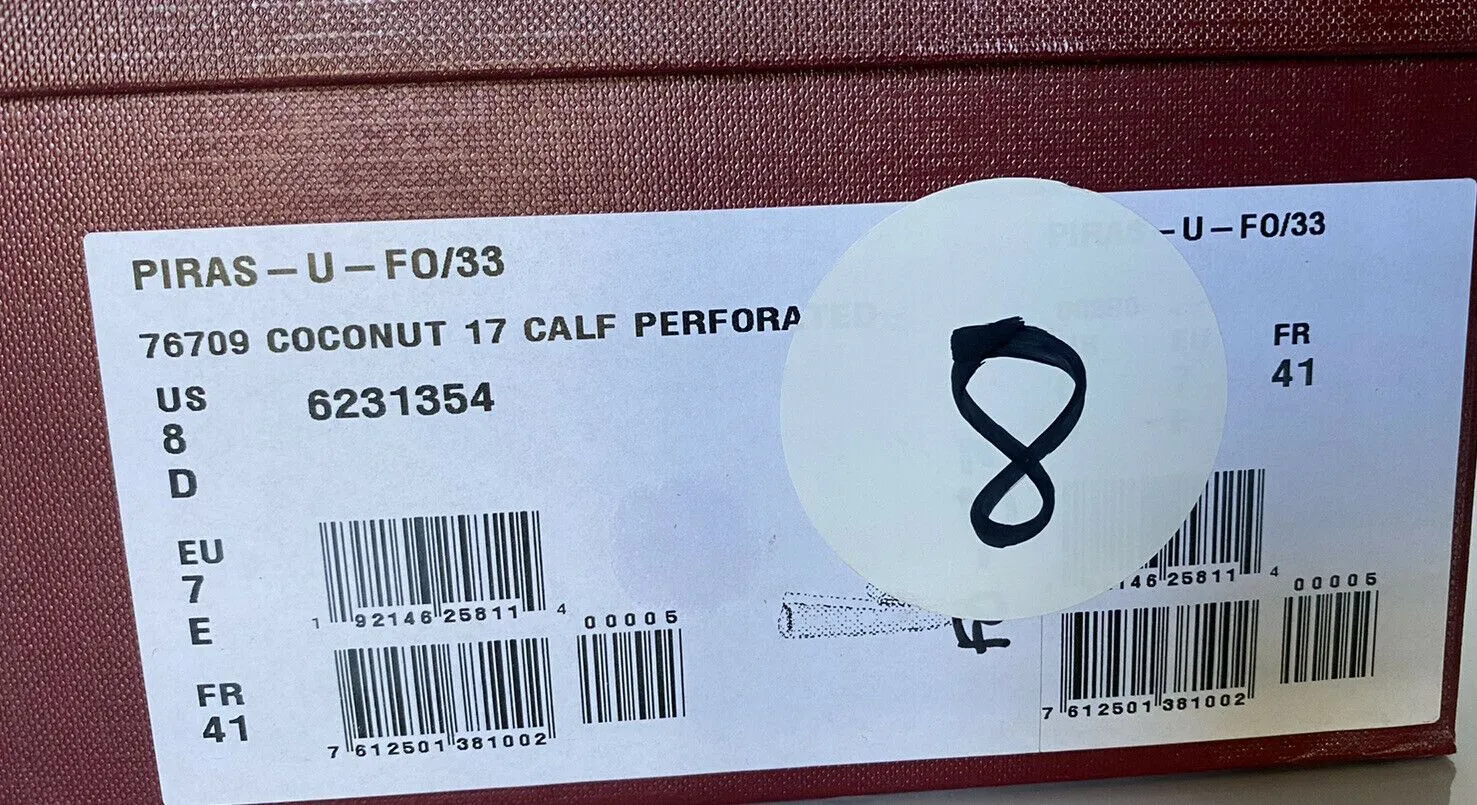 PIRAS-U-FO/33
76709 COCONUT 17 CALF PERFORATED
US
8
D
6231354
EU
7
E
FR
41
1 92146 25811 4
00005
7 612501 381002
8
-U-FO/33
FR
41
146 25811 4
00005
7 612501 381002